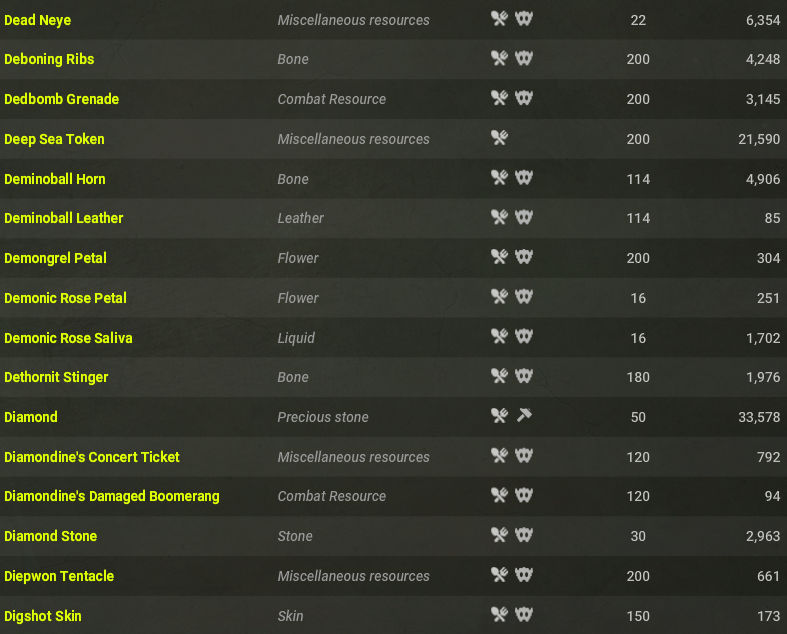 Dead Neye Miscellaneous resources 22 6,354
Deboning Ribs Bone 200 4,248
Dedbomb Grenade Combat Resource 200 3,145
Deep Sea Token Miscellaneous resources 200 21,590
Deminoball Horn Bone 114 4,906
Deminoball Leather Leather 114 85
Demongrel Petal Flower 200 304
Demonic Rose Petal Flower 16 251
Demonic Rose Saliva Liquid 16 1,702
Dethornit Stinger Bone 180 1,976
Diamond Precious stone 50 33,578
Diamondine's Concert Ticket Miscellaneous resources 120 792
Diamondine's Damaged Boomerang Combat Resource 120 94
Diamond Stone Stone 30 2,963
Diepwon Tentacle Miscellaneous resources 200 661
Digshot Skin Skin 150 173